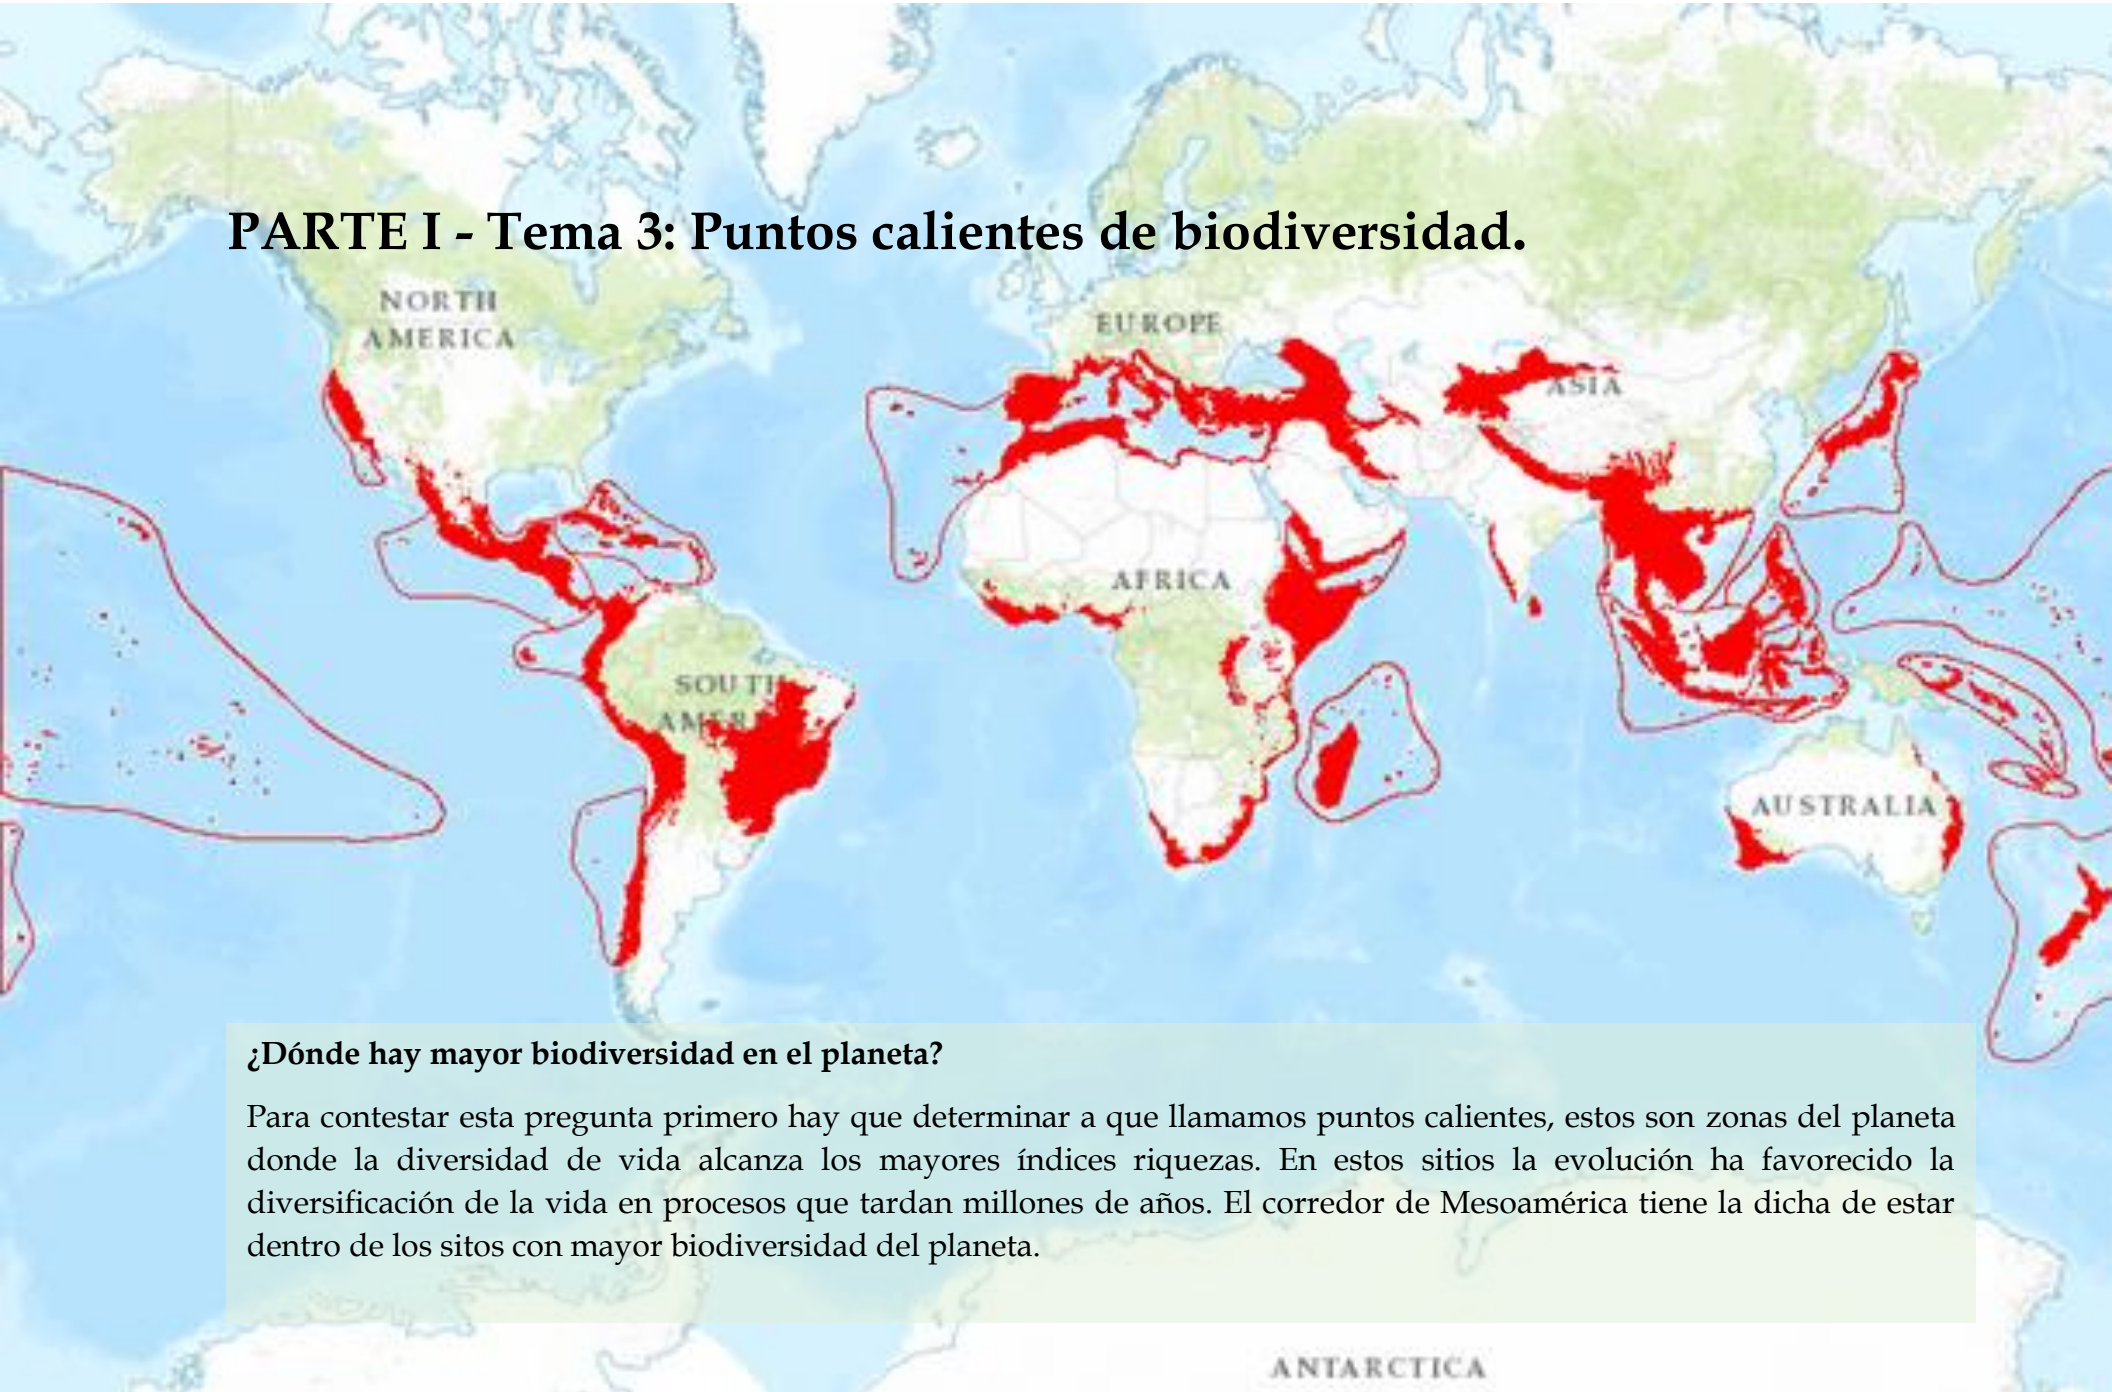 PARTE I - Tema 3: Puntos calientes de biodiversidad.
NORTH
AMERICA
EUROPE
ASIA
AFRICA
SOUTH
AMER
AUSTRALIA
¿Dónde hay mayor biodiversidad en el planeta?
Para contestar esta pregunta primero hay que determinar a que llamamos puntos calientes, estos son zonas del planeta
donde la diversidad de vida alcanza los mayores índices riquezas. En estos sitios la evolución ha favorecido la
diversificación de la vida en procesos que tardan millones de años. El corredor de Mesoamérica tiene la dicha de estar
dentro de los sitos con mayor biodiversidad del planeta.
ANTARCTICA